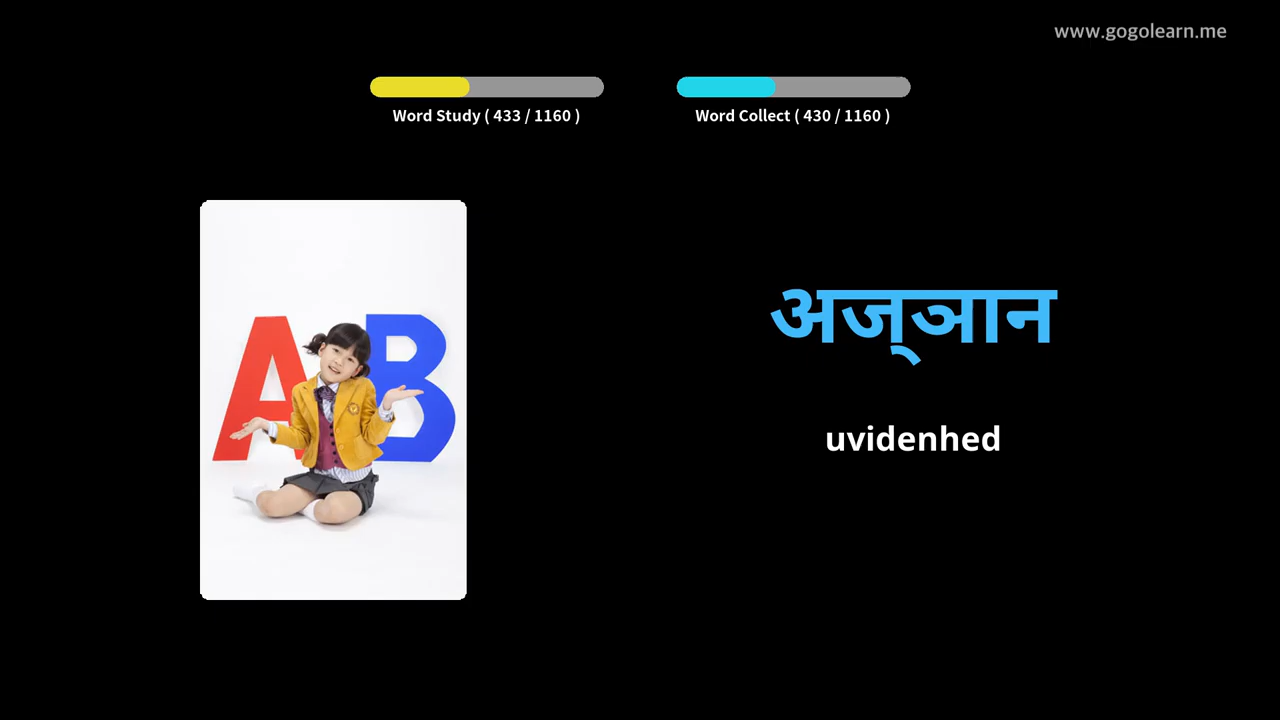 www.gogolearn.me
Word Study ( 433 / 1160 )
Word Collect ( 430 / 1160 )
A B
अज्‌ञान
uvidenhed